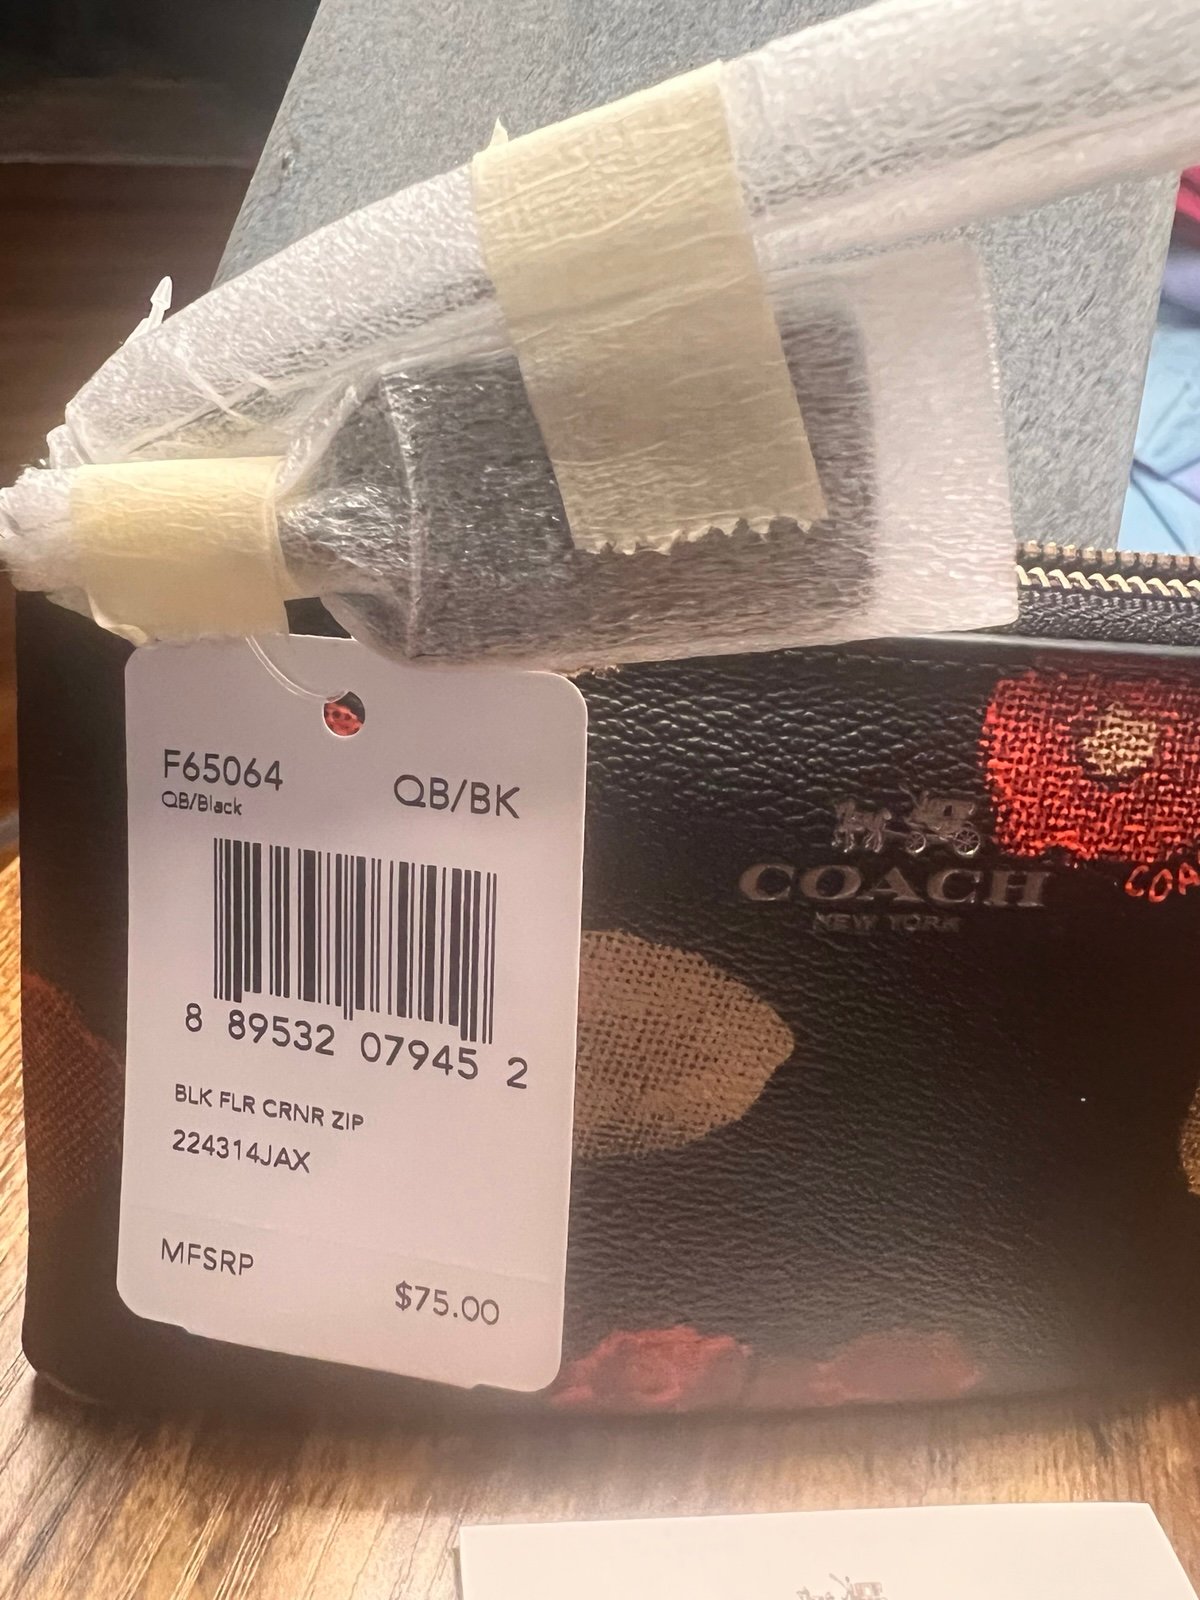 F65064
QB/Black
QB/BK
8 89532 07945 2
BLK FLR CRNR ZIP
224314JAX
MFSRP
$75.00
COACH
NEW YORK
COA